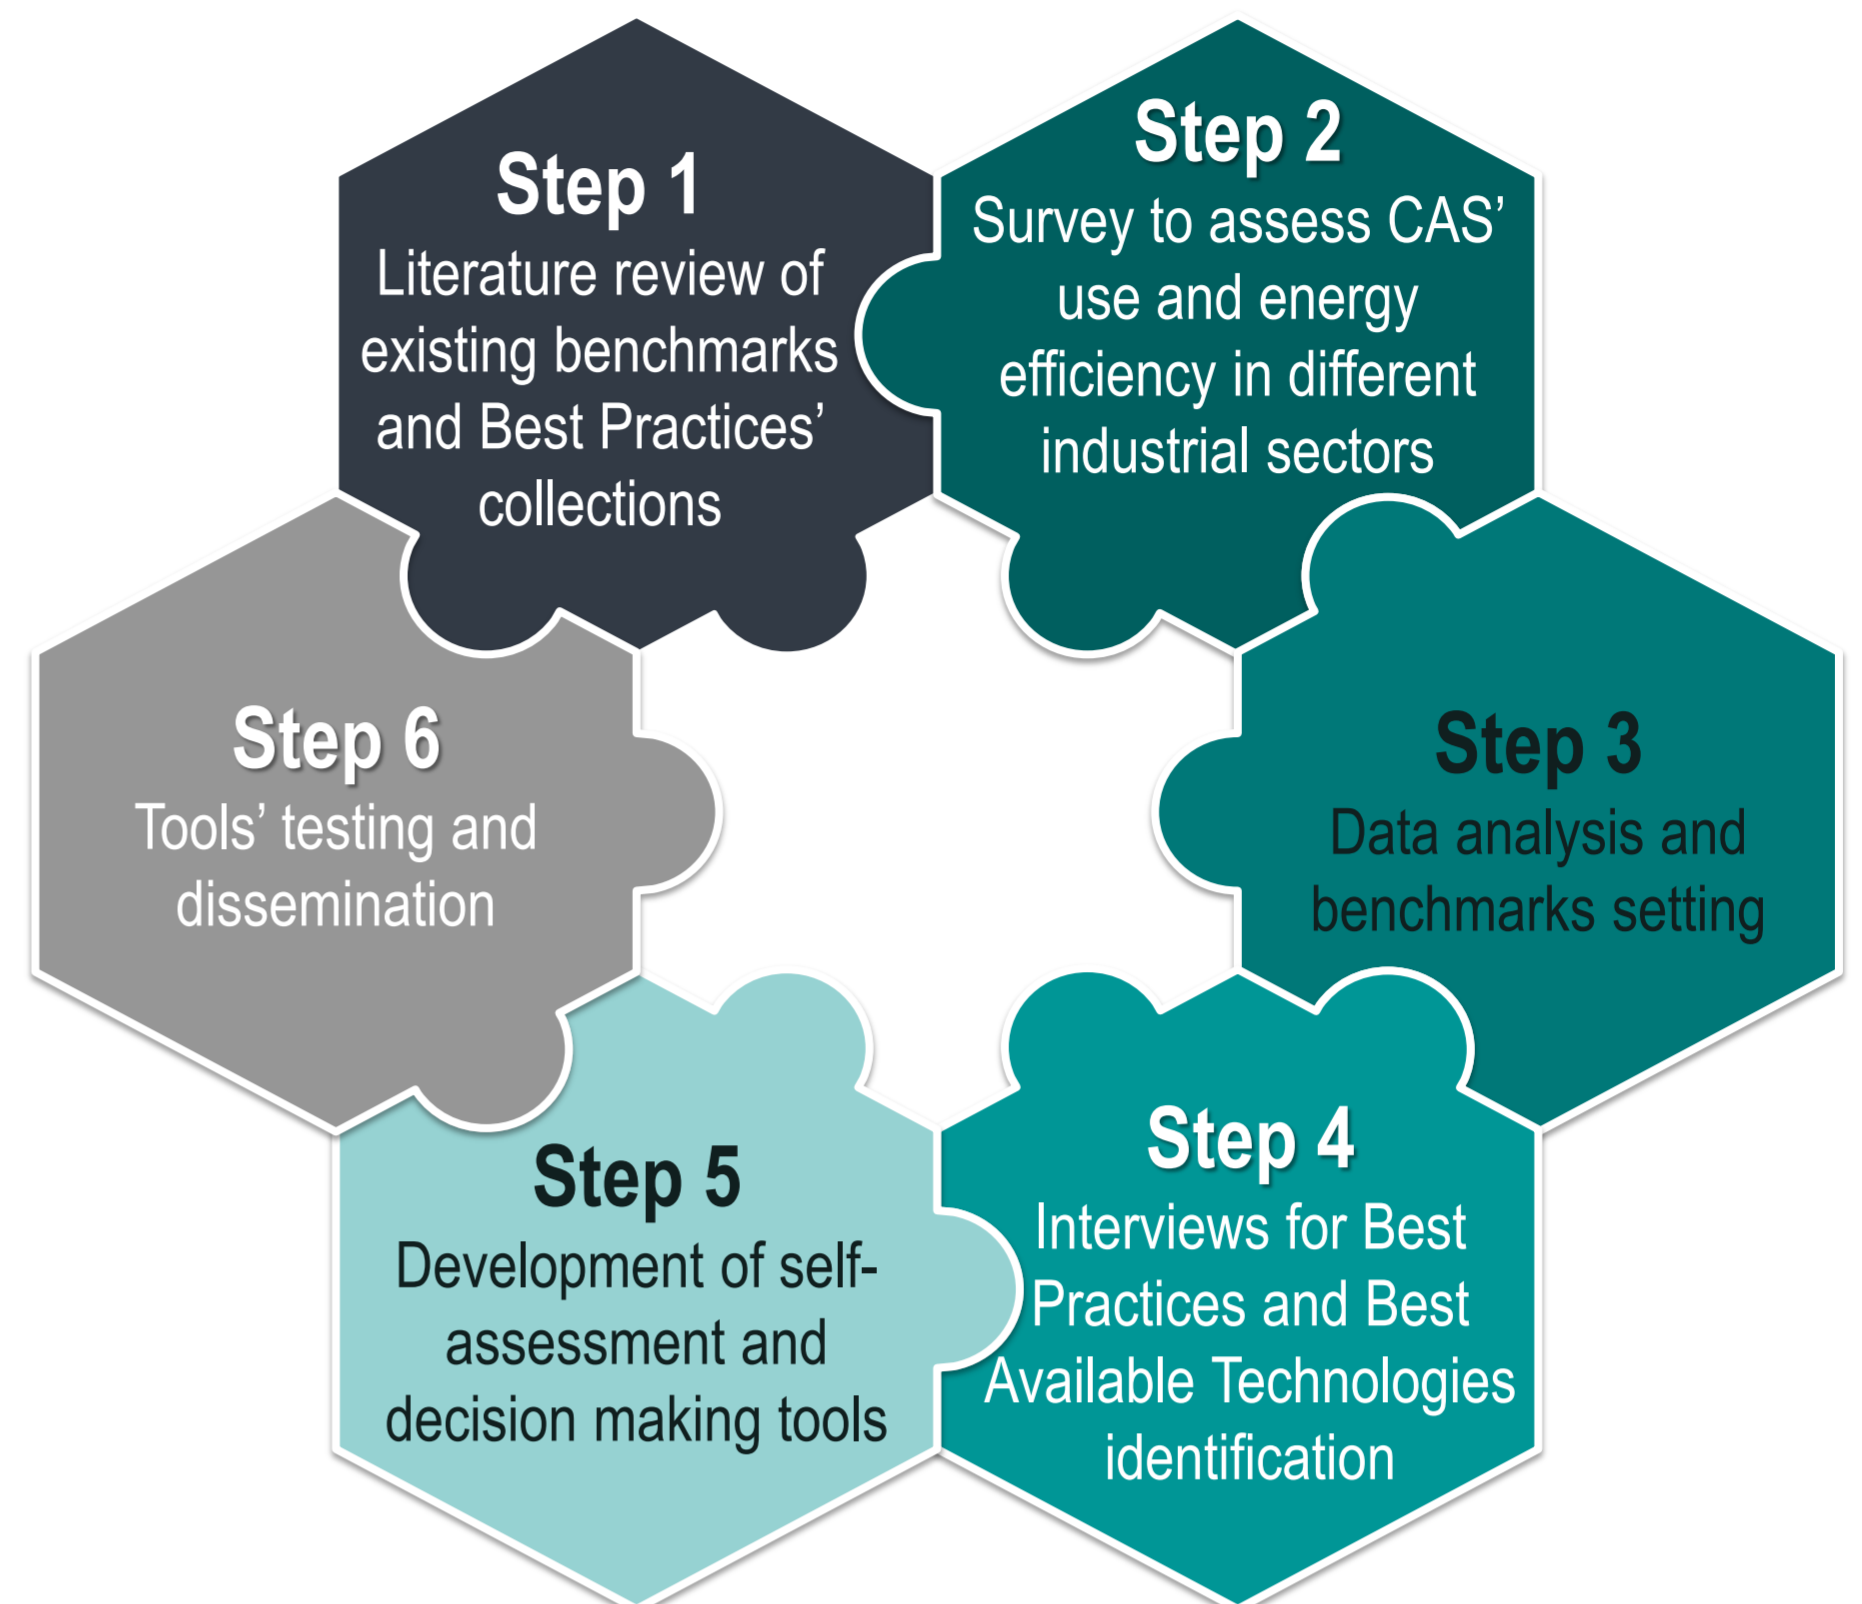 Step 1
Literature review of
existing benchmarks
and Best Practices’
collections
Step 2
Survey to assess CAS’
use and energy
efficiency in different
industrial sectors
Step 3
Data analysis and
benchmarks setting
Step 4
Interviews for Best
Practices and Best
Available Technologies
identification
Step 5
Development of self-
assessment and
decision making tools
Step 6
Tools’ testing and
dissemination